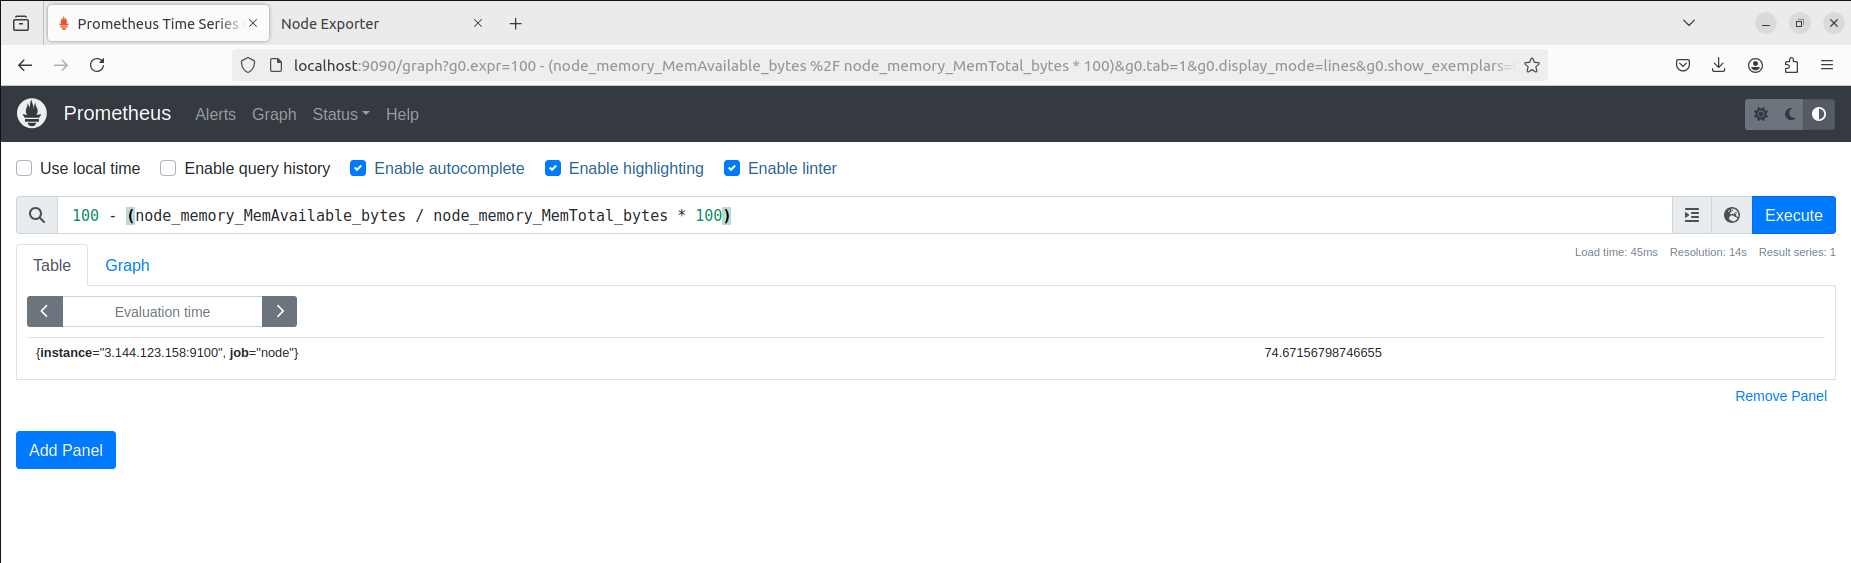 Prometheus Time Series
Node Exporter
localhost:9090/graph?g0.expr=100 - (node_memory_MemAvailable_bytes %2F node_memory_MemTotal_bytes * 100)&g0.tab=1&g0.display_mode=lines&g0.show_exemplars=
Prometheus Alerts Graph Status Help
Use local time Enable query history Enable autocomplete Enable highlighting Enable linter
100 - (node_memory_MemAvailable_bytes / node_memory_MemTotal_bytes * 100)
Execute
Table Graph
Load time: 45ms Resolution: 14s Result series: 1
Evaluation time
{instance="3.144.123.158:9100", job="node"} 74.67156798746655
Remove Panel
Add Panel